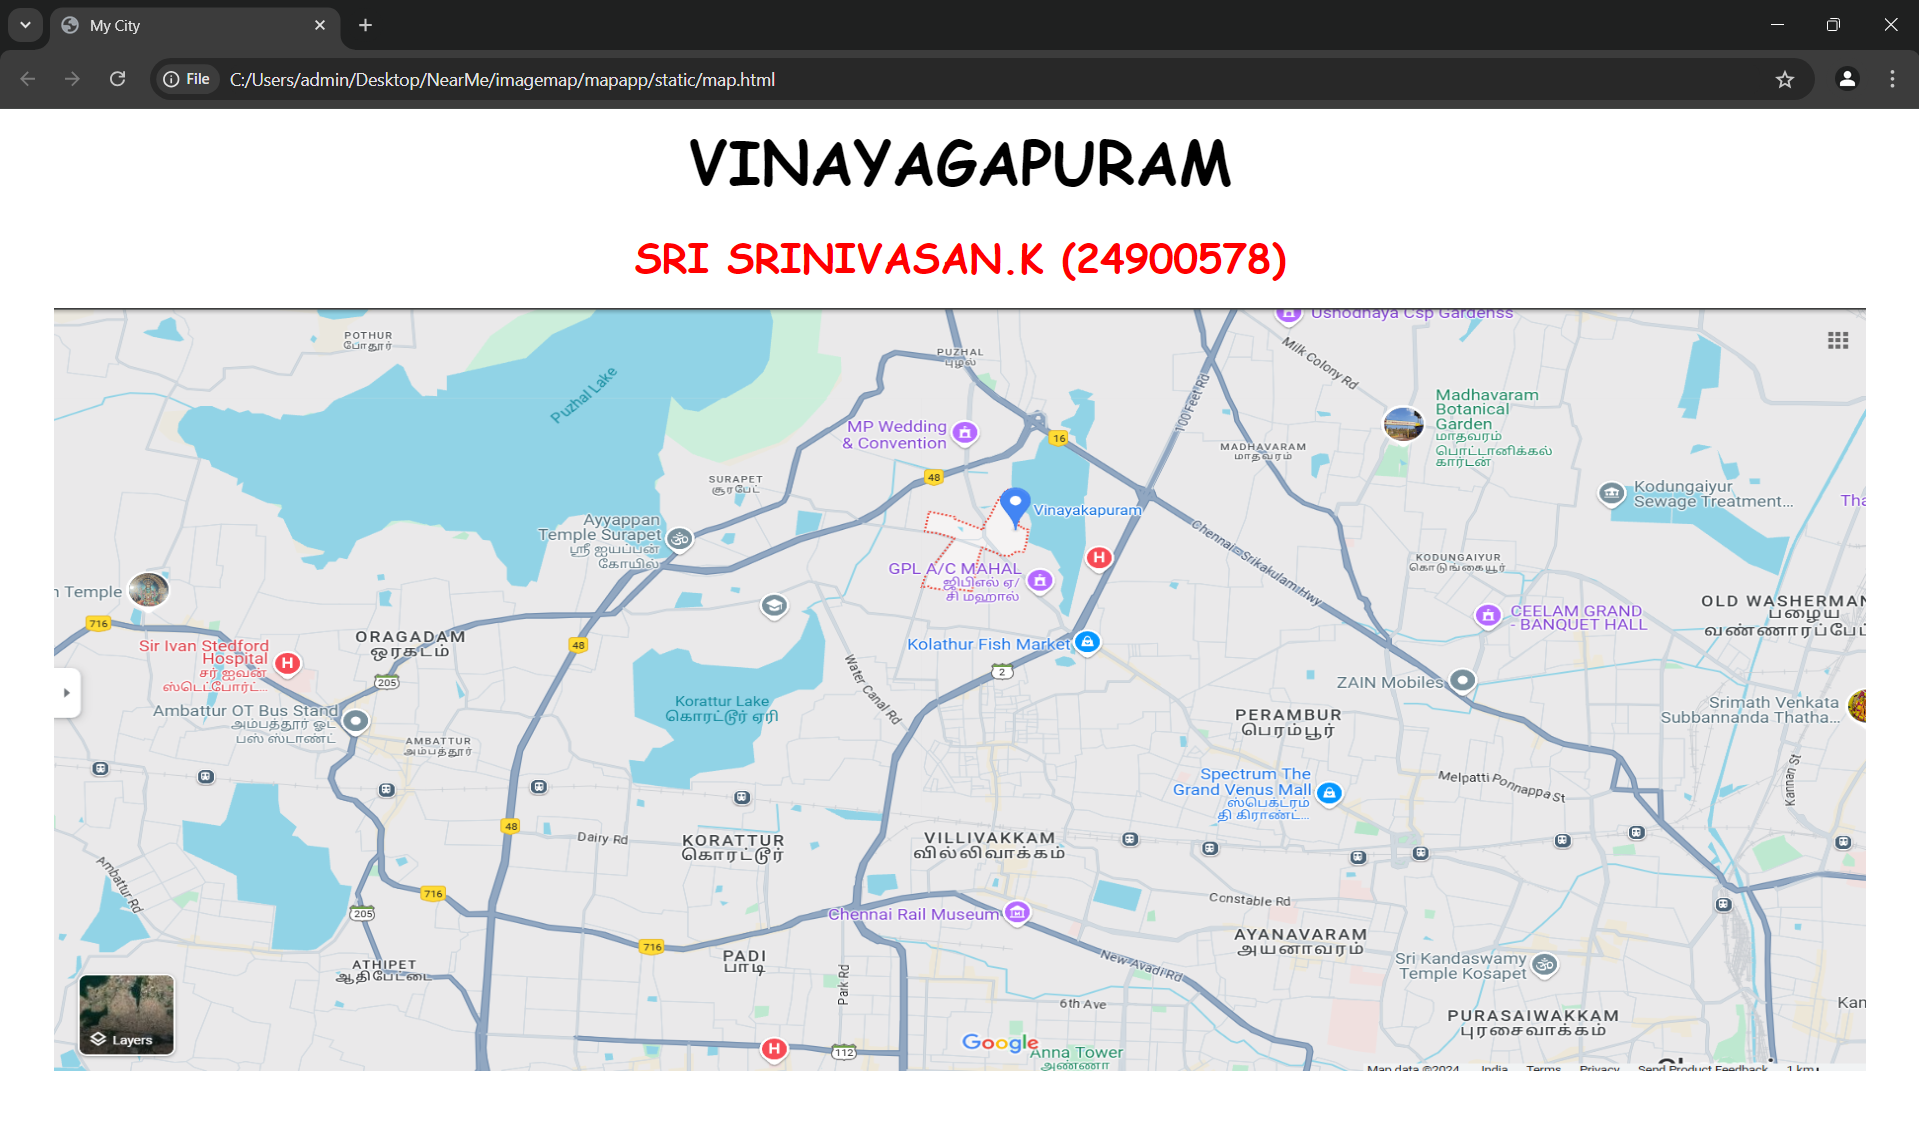 My City
File
C:/Users/admin/Desktop/NearMe/imagemap/mapapp/static/map.html
VINAYAGAPURAM
SRI SRINIVASAN.K (24900578)
Ushodhaya Csp Gardenss
POTHUR
போதூர்
Milk Colony Rd
PUZHAL
புழல்
Puzhal Lake
100 Feet Rd
Madhavaram
Botanical
Garden
மாதவரம்
பொட்டானிக்கல்
கார்டன்
MP Wedding
& Convention
16
MADHAVARAM
மாதவரம்
48
SURAPET
சூரபேட்
Kodungaiyur
Sewage Treatment...
Tha
Vinayakapuram
Ayyappan
Temple Surapet
ஸ்ரீ ஐயப்பன்
கோயில்
Chennai - Srikakulam Hwy
H
KODUNGAIYUR
கொடுங்கையூர்
GPL A/C MAHAL
ஜிபிஎல் ஏ/
சி மஹால்
n Temple
OLD WASHERMAN
பழைய
வண்ணாரப்பேட
CEELAM GRAND
- BANQUET HALL
716
ORAGADAM
ஒரகடம்
48
Kolathur Fish Market
Sir Ivan Stedford
Hospital
சர் ஐவன்
ஸ்டெட்போர்ட்...
H
2
205
Water Canal Rd
ZAIN Mobiles
Korattur Lake
கொரட்டூர் ஏரி
Srimath Venkata
Subbannanda Thatha...
Ambattur OT Bus Stand
அம்பத்தூர் ஓட்
பஸ் ஸ்டாண்ட்
PERAMBUR
பெரம்பூர்
AMBATTUR
அம்பத்தூர்
Kannan St
Spectrum The
Grand Venus Mall
ஸ்பெக்ட்ரம்
தி கிராண்ட்...
Melpatti Ponnappa St
48
Dairy Rd
KORATTUR
கொரட்டூர்
VILLIVAKKAM
வில்லிவாக்கம்
Ambattur Rd
716
Constable Rd
205
Chennai Rail Museum
AYANAVARAM
அயனாவரம்
716
PADI
பாடி
New Avadi Rd
Sri Kandaswamy
Temple Kosapet
ATHIPET
ஆதிபேட்டை
Park Rd
6th Ave
Kan
PURASAIWAKKAM
புரசைவாக்கம்
Layers
H
112
Google
Anna Tower
அண்ணா
Map data ©2024 India Terms Privacy Send Product Feedback 1 km